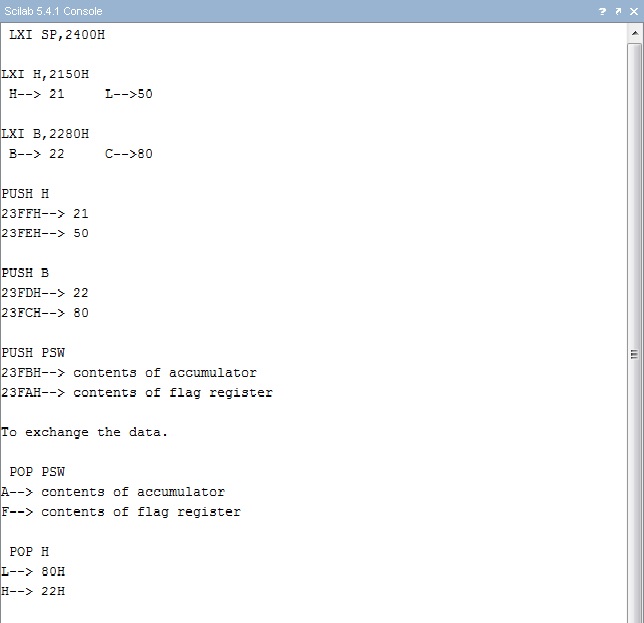 Scilab 5.4.1 Console
LXI SP,2400H
LXI H,2150H
H--> 21 L-->50
LXI B,2280H
B--> 22 C-->80
PUSH H
23FFH--> 21
23FEH--> 50
PUSH B
23FDH--> 22
23FCH--> 80
PUSH PSW
23FBH--> contents of accumulator
23FAH--> contents of flag register
To exchange the data.
POP PSW
A--> contents of accumulator
F--> contents of flag register
POP H
L--> 80H
H--> 22H